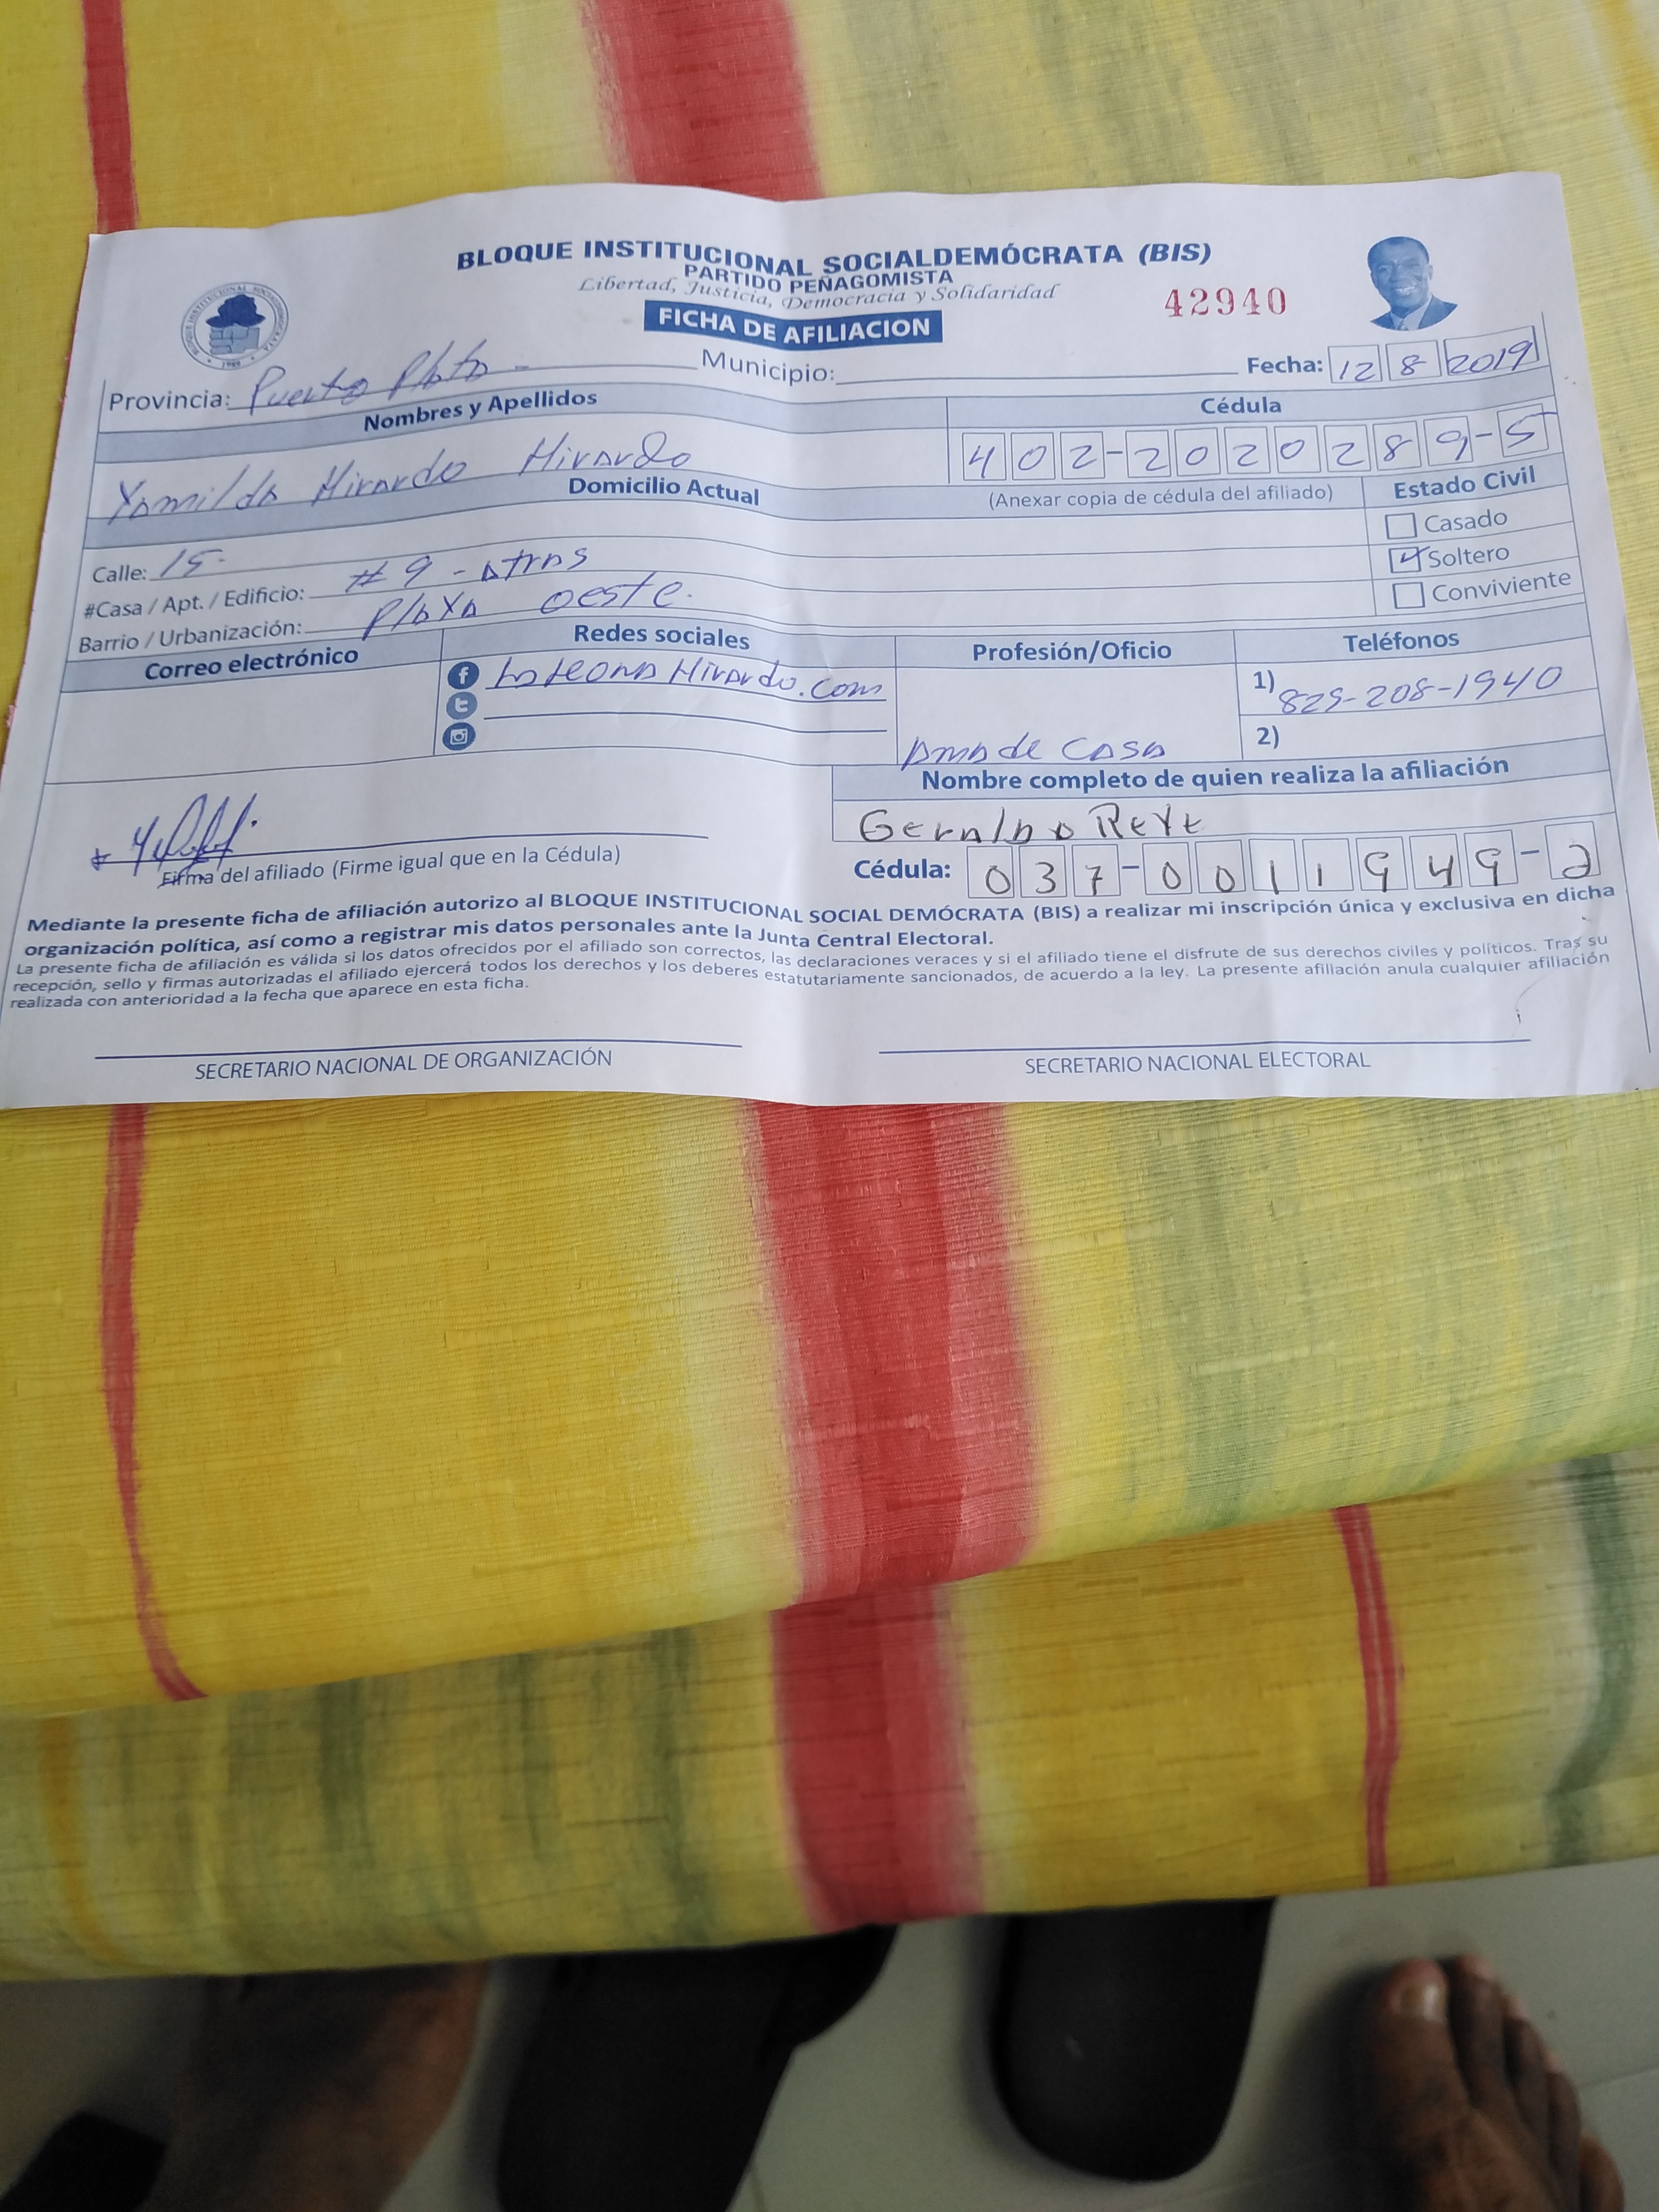 BLOQUE INSTITUCIONAL SOCIALDEMÓCRATA (BIS)
PARTIDO PEÑAGOMISTA
Libertad, Justicia, Democracia y Solidaridad
42940
FICHA DE AFILIACION
Provincia: Puerto Plata - Municipio: Fecha: 12 8 2019
Nombres y Apellidos Cédula
Yamilda Mirardo Mirardo 402-2020289-5
Domicilio Actual (Anexar copia de cédula del afiliado) Estado Civil
Casado
Calle: 15- Soltero
#Casa / Apt. / Edificio: #9 - Atras Conviviente
Barrio / Urbanización: Playa oeste.
Correo electrónico Redes sociales Profesión/Oficio Teléfonos
Mirardo.com 1) 829-208-1940
Ama de Casa 2)
Nombre completo de quien realiza la afiliación
Geraldo Reye
Firma del afiliado (Firme igual que en la Cédula) Cédula: 037-0011949-2
Mediante la presente ficha de afiliación autorizo al BLOQUE INSTITUCIONAL SOCIAL DEMÓCRATA (BIS) a realizar mi inscripción única y exclusiva en dicha
organización política, así como a registrar mis datos personales ante la Junta Central Electoral.
La presente ficha de afiliación es válida si los datos ofrecidos por el afiliado son correctos, las declaraciones veraces y si el afiliado tiene el disfrute de sus derechos civiles y políticos. Tras su
recepción, sello y firmas autorizadas el afiliado ejercerá todos los derechos y los deberes estatutariamente sancionados, de acuerdo a la ley. La presente afiliación anula cualquier afiliación
realizada con anterioridad a la fecha que aparece en esta ficha.
SECRETARIO NACIONAL DE ORGANIZACIÓN SECRETARIO NACIONAL ELECTORAL